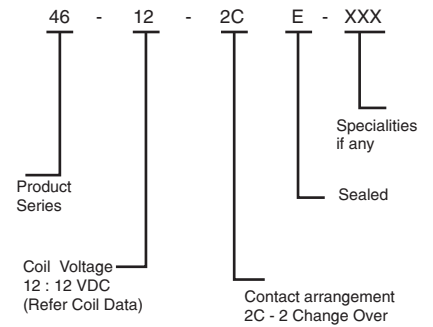 46 - 12 - 2C E - XXX
Specialities
if any
Product
Series
Sealed
Coil Voltage
12 : 12 VDC
(Refer Coil Data)
Contact arrangement
2C - 2 Change Over